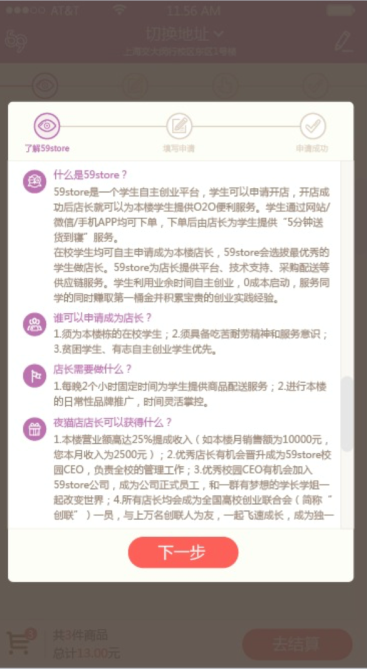 AT&T 11:56 AM
切换地址
了解59store
填写申请
申请成功
什么是59store？
59store是一个学生自主创业平台，学生可以申请开店，开店成
功后店长就可以为本楼学生提供O2O便利服务。学生通过网站/
微信/手机APP均可下单，下单后由店长为学生提供“5分钟送
货到寝”服务。
在校学生均可自主申请成为本楼店长，59store会选拔最优秀的
学生做店长。59store为店长提供平台、技术支持、采购配送等
供应链服务。学生利用业余时间自主创业，0成本启动，服务同
学的同时赚取第一桶金并积累宝贵的创业实践经验。
谁可以申请成为店长？
1.须为本楼栋的在校学生；2.须具备吃苦耐劳精神和服务意识；
3.贫困学生、有志自主创业学生优先。
店长需要做什么？
1.每晚2个小时固定时间为学生提供商品配送服务；2.进行本楼
的日常性品牌推广，时间灵活掌控。
夜猫店店长可以获得什么？
1.本楼营业额高达25%提成收入（如本楼月销售额为10000元，
您本月收入为2500元）；2.优秀店长有机会晋升成为59store校
园CEO，负责全校的管理工作；3.优秀校园CEO有机会加入
59store公司，成为公司正式员工，和一群有梦想的学长学姐一
起改变世界；4.所有店长均会成为全国高校创业联合会（简称“
创联”）一员，与上万名创联人为友，一起飞速成长，成为独一
下一步
共3件商品
总计13.00元
去结算